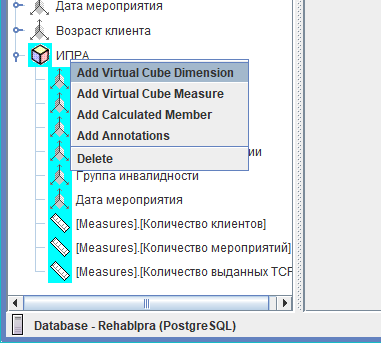 Дата мероприятия
Возраст клиента
ИПРА
Add Virtual Cube Dimension
Add Virtual Cube Measure
Add Calculated Member
Add Annotations
Delete
Группа инвалидности
Дата мероприятия
[Measures].[Количество клиентов]
[Measures].[Количество мероприятий]
[Measures].[Количество выданных ТСР
Database - RehabIpra (PostgreSQL)